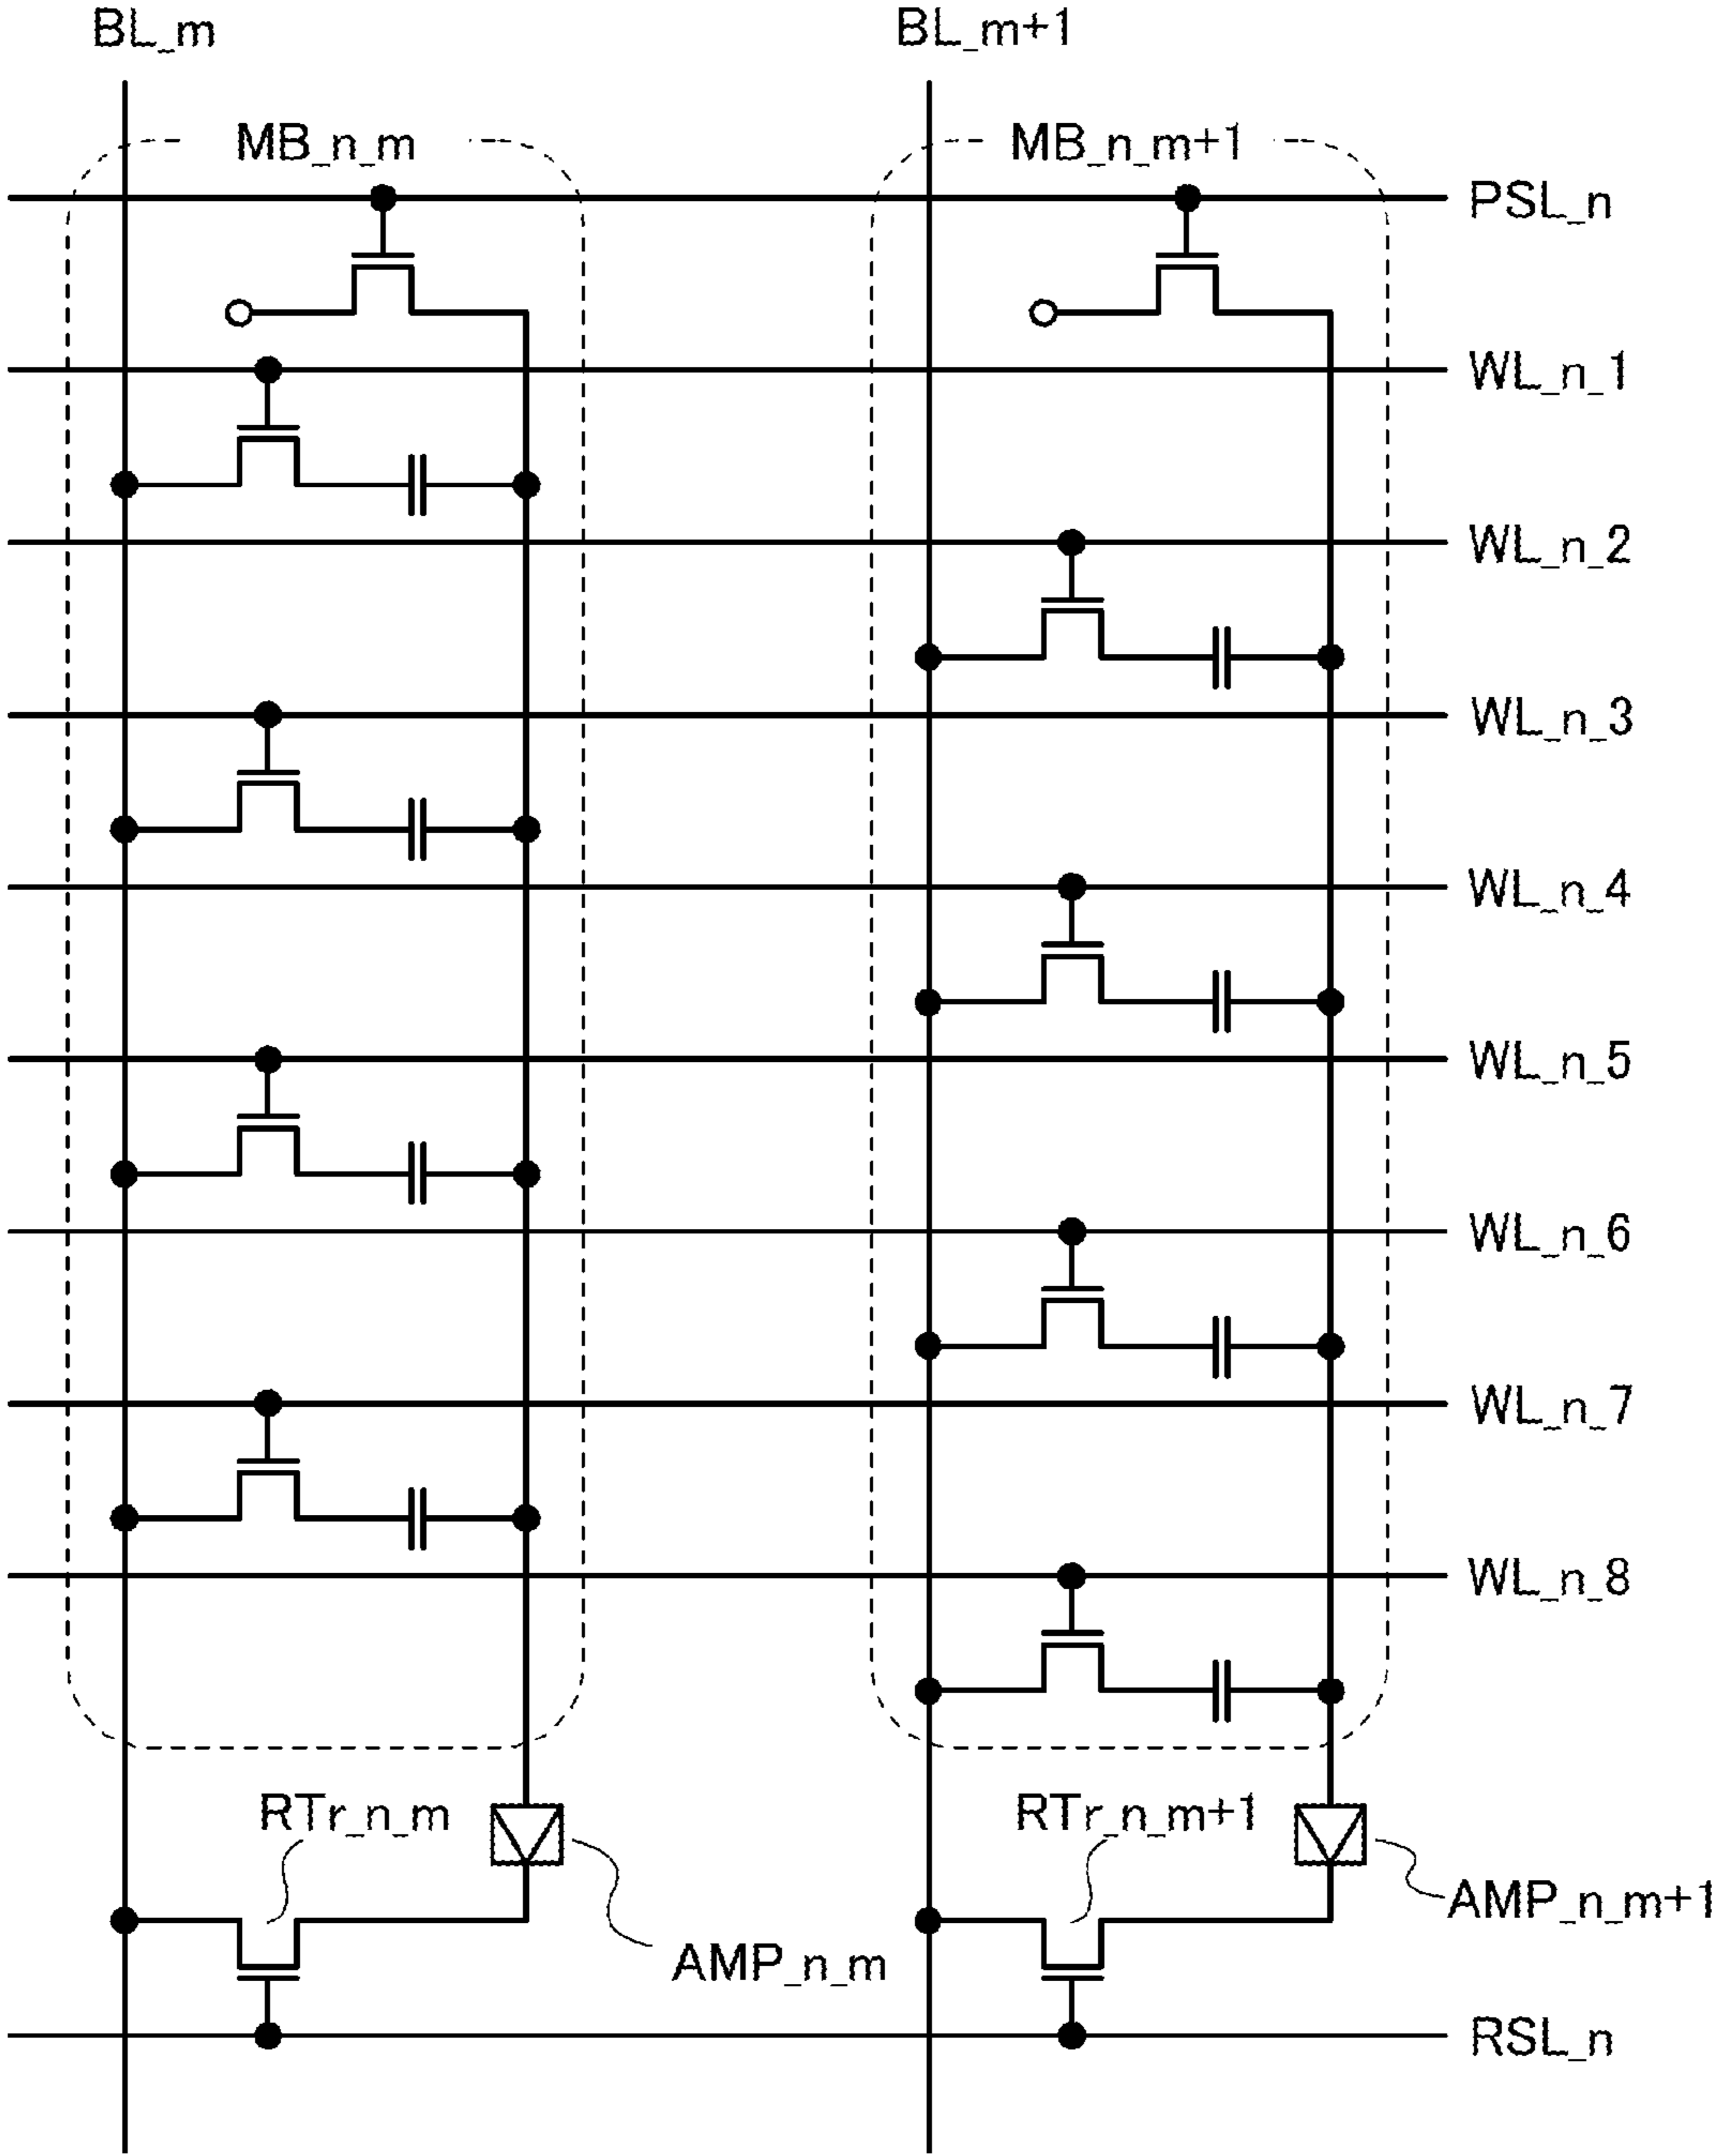 BL_m
BL_m+1
MB_n_m
MB_n_m+1
PSL_n
WL_n_1
WL_n_2
WL_n_3
WL_n_4
WL_n_5
WL_n_6
WL_n_7
WL_n_8
RTr_n_m
RTr_n_m+1
AMP_n_m+1
AMP_n_m
RSL_n